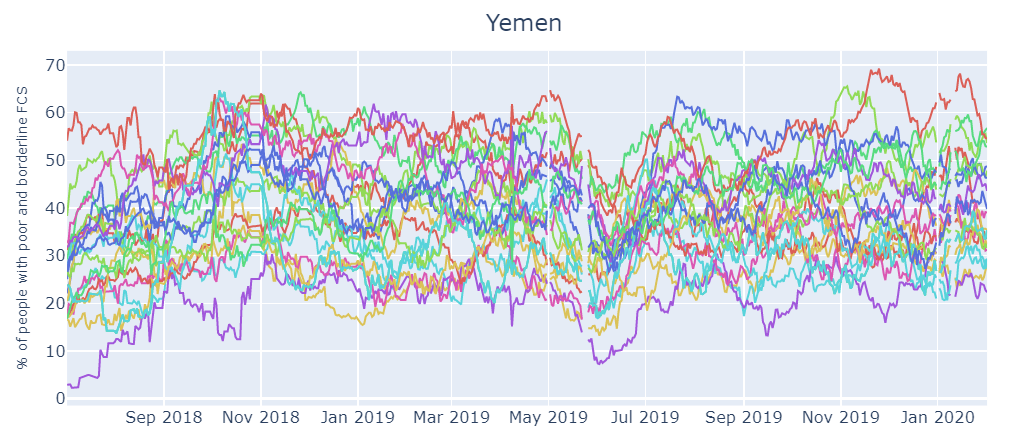 Yemen
% of people with poor and borderline FCS
70
60
50
40
30
20
10
0
Sep 2018 Nov 2018 Jan 2019 Mar 2019 May 2019 Jul 2019 Sep 2019 Nov 2019 Jan 2020